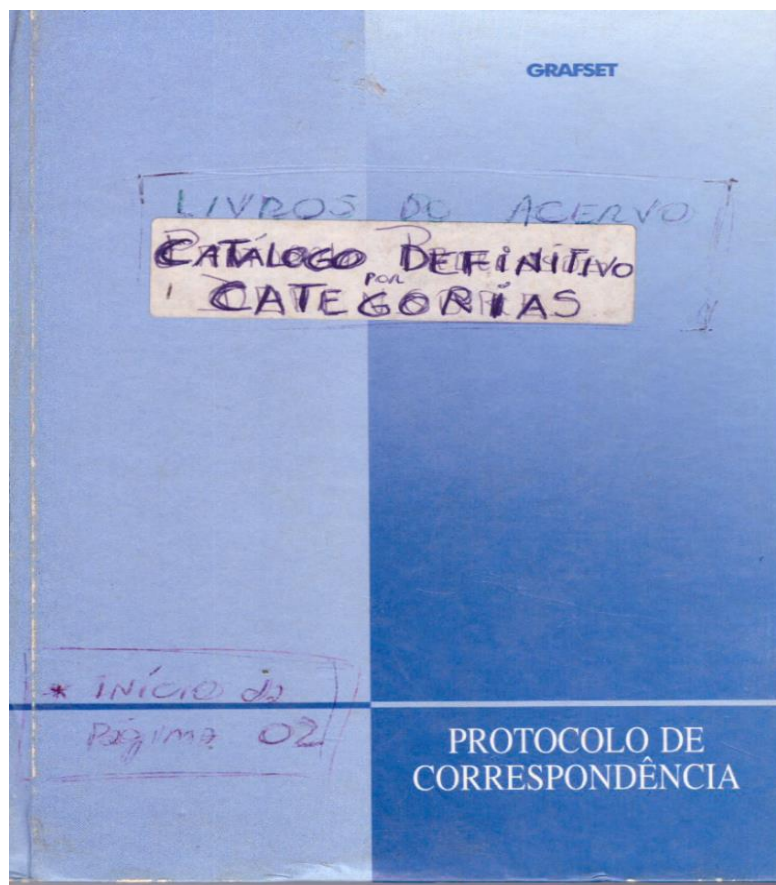 GRAFSET
LIVROS DO ACERVO
CATÁLOGO DEFINITIVO
POR
CATEGORIAS
* INÍCIO da
Página 02
PROTOCOLO DE
CORRESPONDÊNCIA